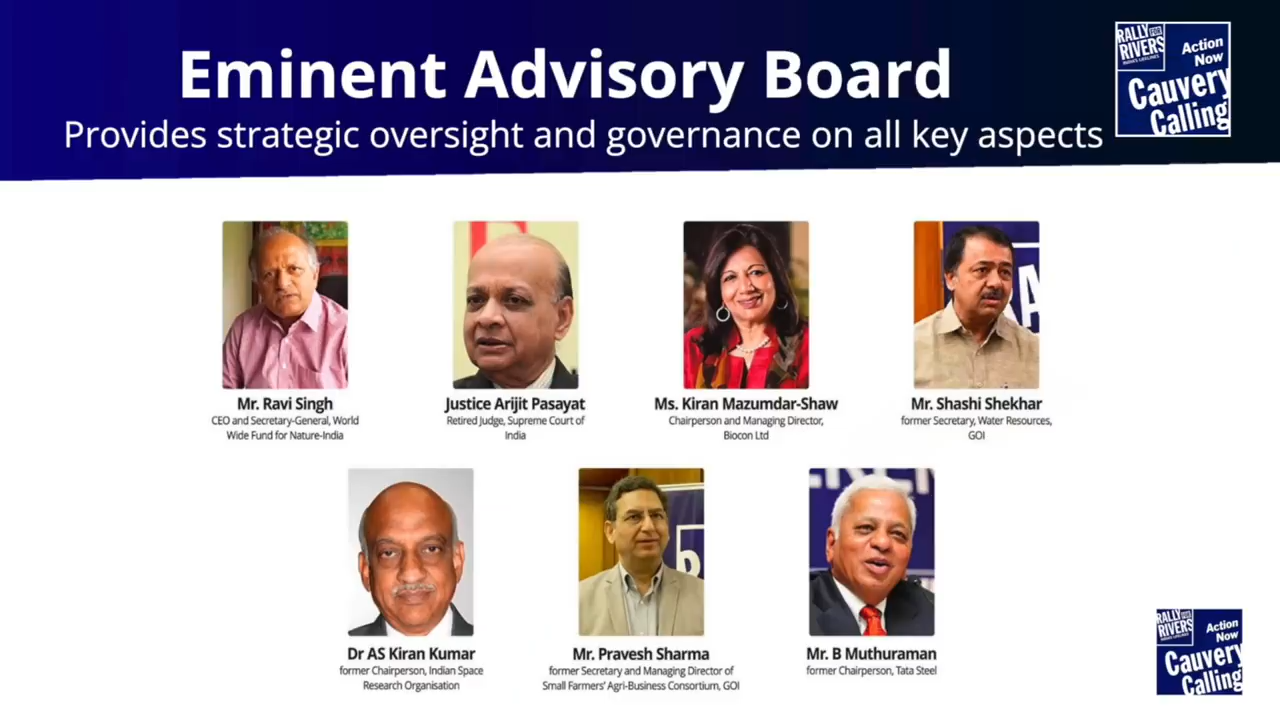 Eminent Advisory Board
Provides strategic oversight and governance on all key aspects
RALLY FOR
RIVERS
INDIA'S LIFELINES
Action
Now
Cauvery
Calling
Mr. Ravi Singh
CEO and Secretary-General, World
Wide Fund for Nature-India
Justice Arijit Pasayat
Retired Judge, Supreme Court of
India
Ms. Kiran Mazumdar-Shaw
Chairperson and Managing Director,
Biocon Ltd
Mr. Shashi Shekhar
former Secretary, Water Resources,
GOI
Dr AS Kiran Kumar
former Chairperson, Indian Space
Research Organisation
Mr. Pravesh Sharma
former Secretary and Managing Director of
Small Farmers' Agri-Business Consortium, GOI
Mr. B Muthuraman
former Chairperson, Tata Steel
RALLY FOR
RIVERS
INDIA'S LIFELINES
Action
Now
Cauvery
Calling